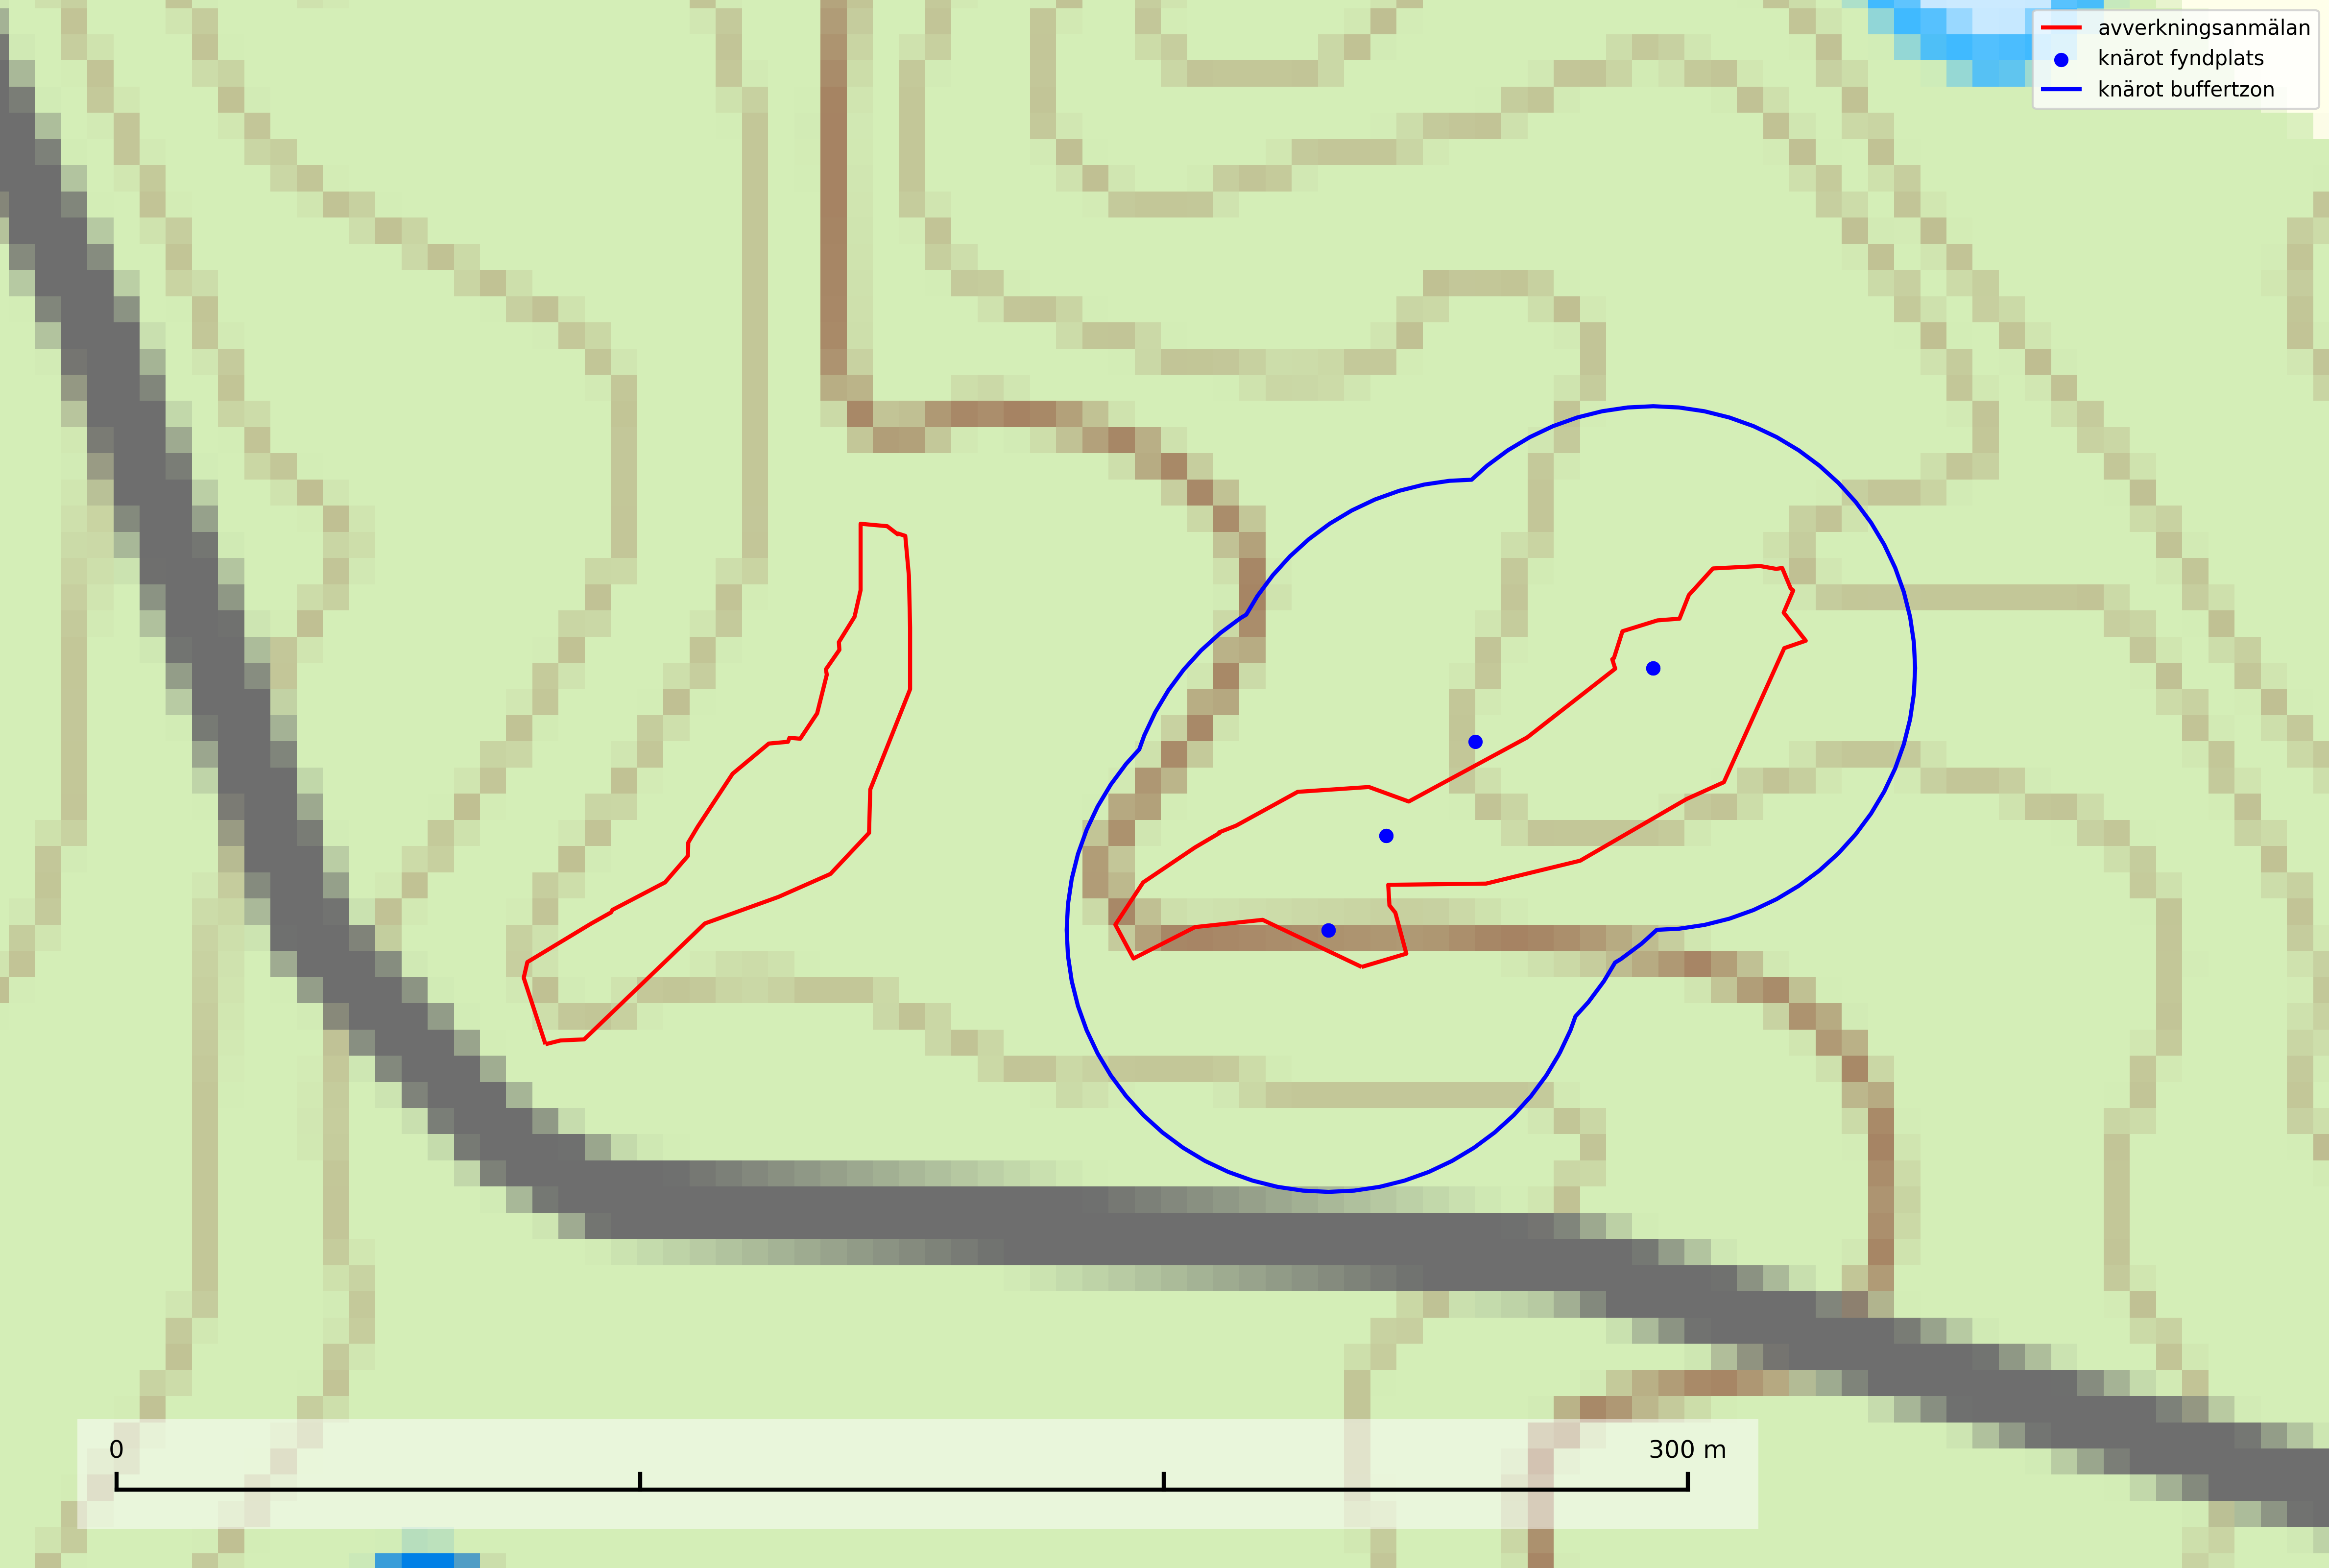 avverkningsanmälan
knärot fyndplats
knärot buffertzon
0 300 m